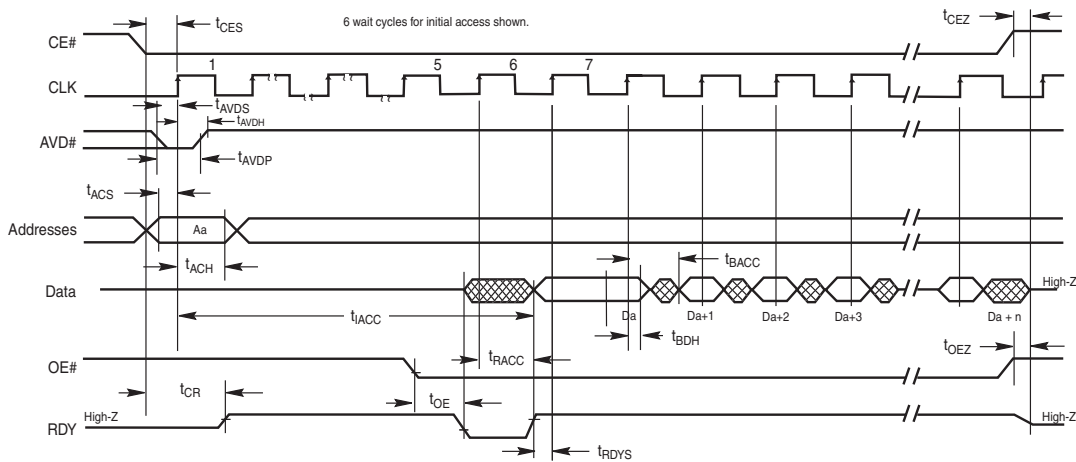 6 wait cycles for initial access shown.
tCES
tCEZ
CE#
1
5
6
7
CLK
tAVDS
tAVDH
AVD#
tAVDP
tACS
Addresses
Aa
tACH
tBACC
Data
High-Z
tIACC
Da
Da+1
Da+2
Da+3
Da + n
tBDH
tOEZ
tRACC
OE#
tCR
tOE
High-Z
High-Z
RDY
tRDYS